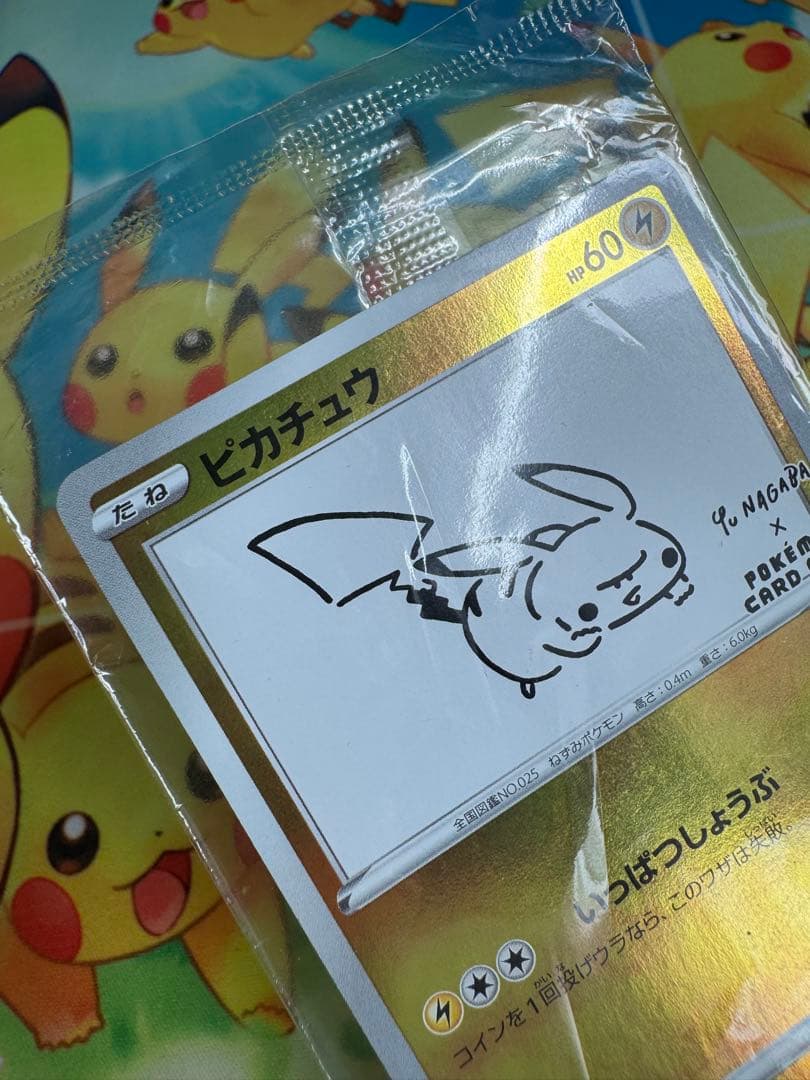 たね
ピカチュウ
HP 60
Yu NAGABA
×
POKÉM
CARD
全国図鑑NO.025 ねずみポケモン 高さ:0.4m 重さ:6.0kg
いっぱつしょうぶ
コインを1回投げウラなら、このワザは失敗。